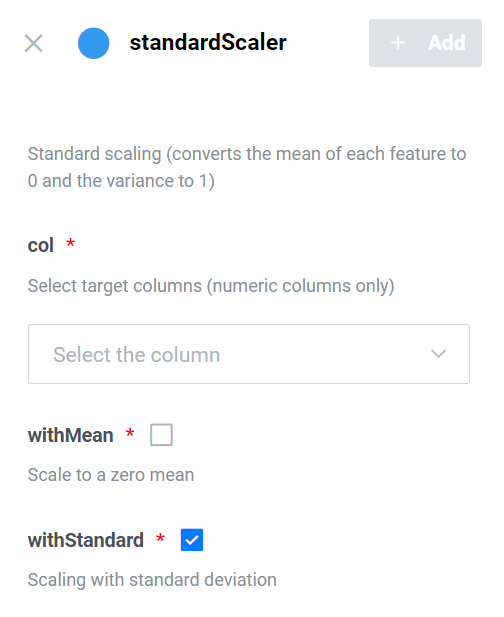 standardScaler
+ Add
Standard scaling (converts the mean of each feature to
0 and the variance to 1)
col *
Select target columns (numeric columns only)
Select the column
withMean *
Scale to a zero mean
withStandard *
Scaling with standard deviation